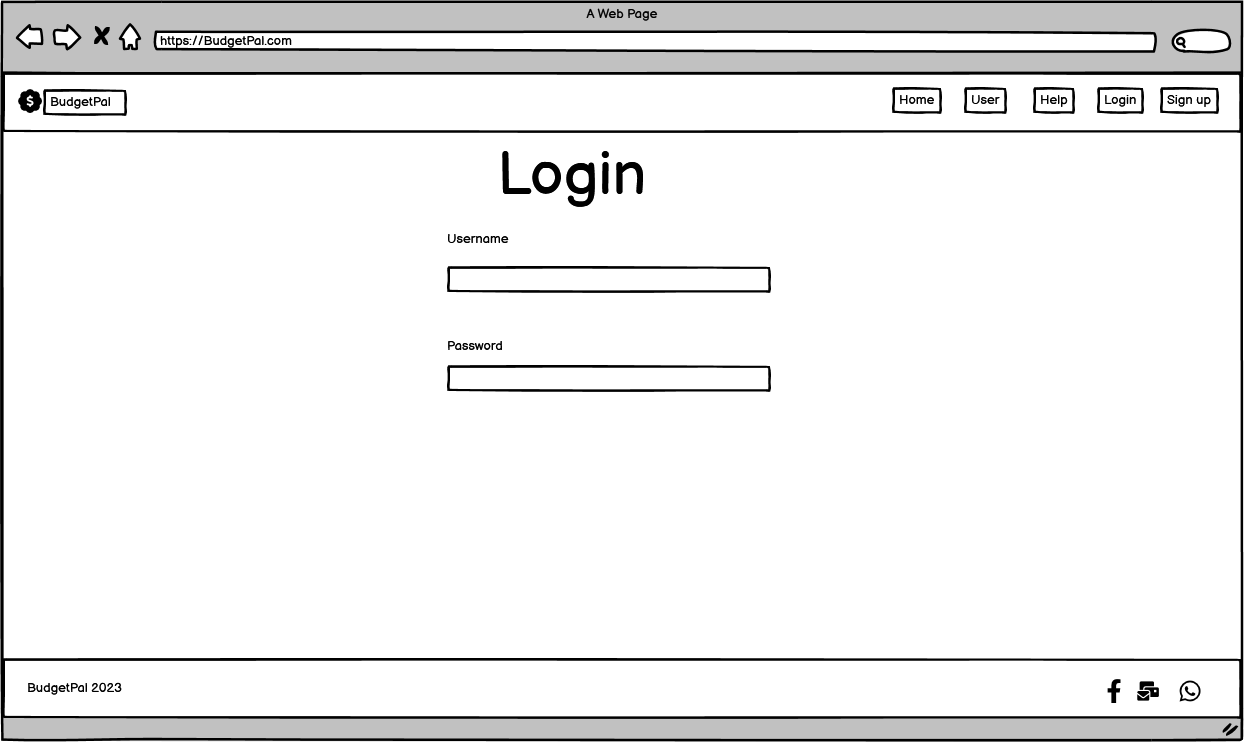 A Web Page
https://BudgetPal.com
$ BudgetPal Home User Help Login Sign up
Login
Username
Password
BudgetPal 2023